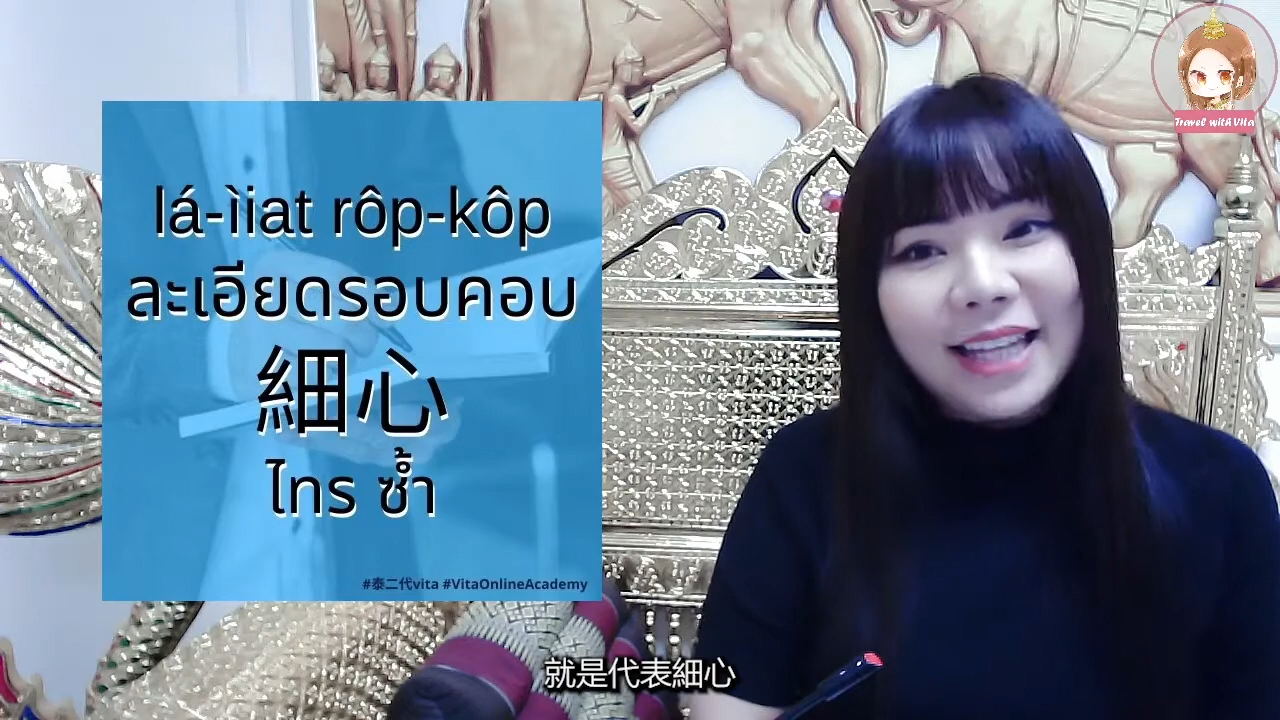 Travel with Vita
lá-ìiat rôp-kôp
ละเอียดรอบคอบ
細心
ไทร ซ้ำ
#泰二代vita #VitaOnlineAcademy
就是代表細心